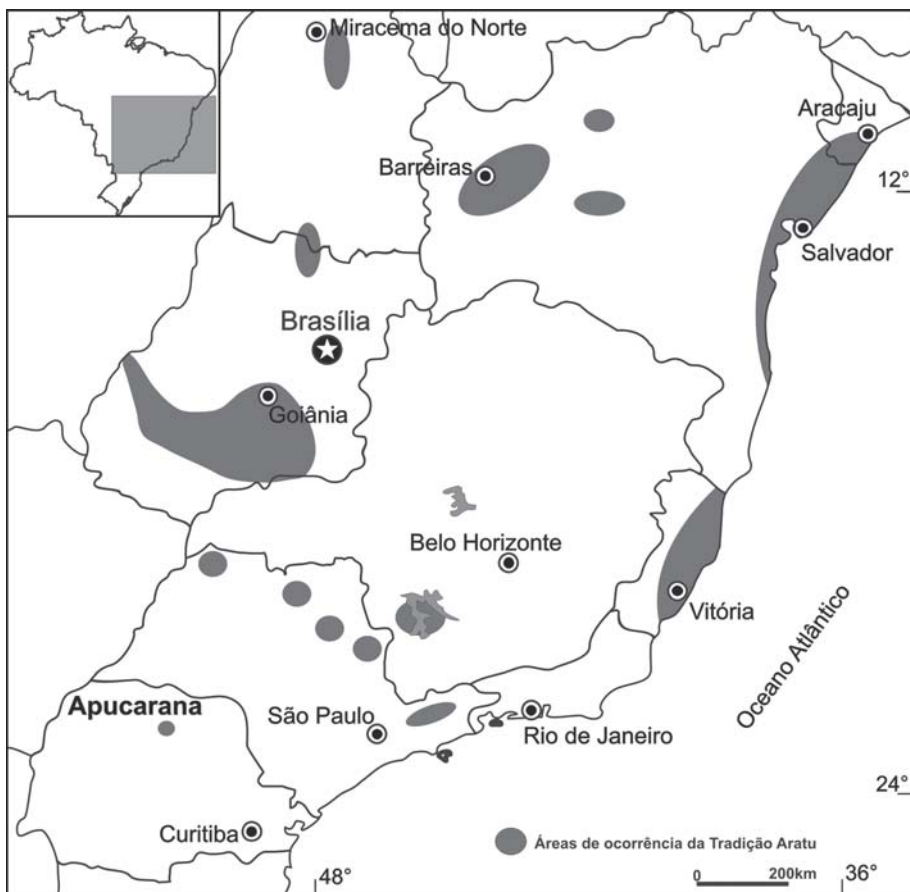 Miracema do Norte
Aracaju
Barreiras
12°
Salvador
Brasília
Goiânia
Belo Horizonte
Vitória
Oceano Atlântico
Apucarana
São Paulo
Rio de Janeiro
24°
Curitiba
Áreas de ocorrência da Tradição Aratu
48°
0 200km
36°